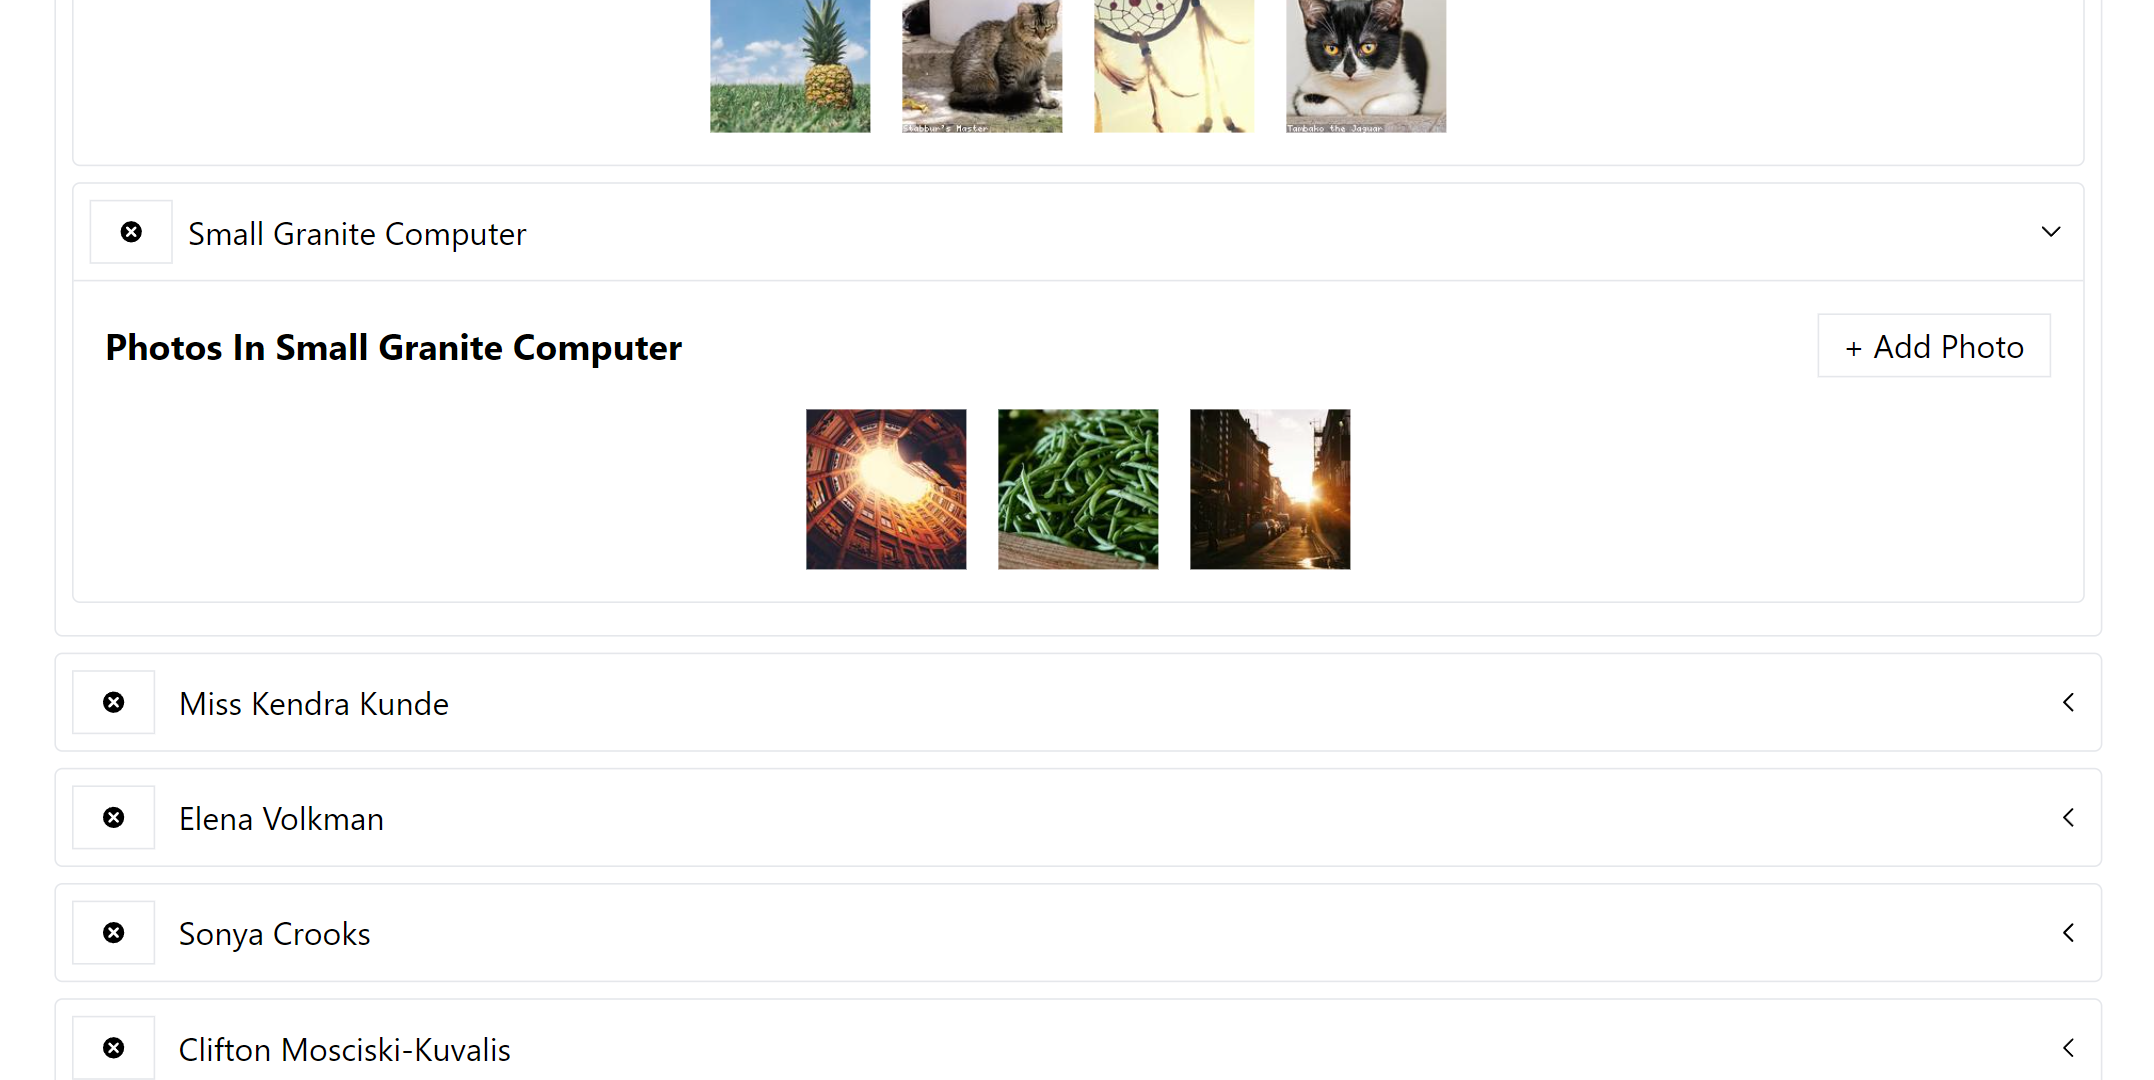 Stabbur's Master
Tambako the Jaguar
Small Granite Computer
Photos In Small Granite Computer
+ Add Photo
Miss Kendra Kunde
Elena Volkman
Sonya Crooks
Clifton Mosciski-Kuvalis